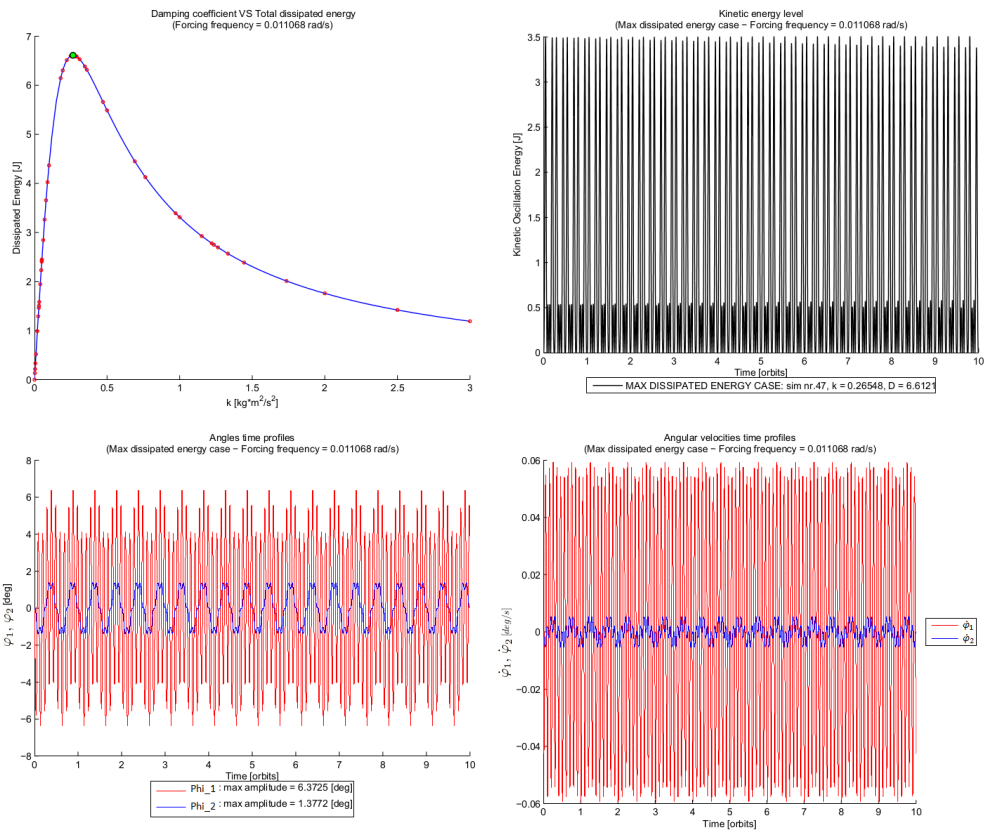 Damping coefficient VS Total dissipated energy
(Forcing frequency = 0.011068 rad/s)
7
6
5
4
3
2
1
0
Dissipated Energy [J]
0
0.5
1
1.5
2
2.5
3
k [kg*m^2/s^2]
Kinetic energy level
(Max dissipated energy case − Forcing frequency = 0.011068 rad/s)
3.5
3
2.5
2
1.5
1
0.5
0
Kinetic Oscillation Energy [J]
0 1 2 3 4 5 6 7 8 9 10
Time [orbits]
MAX DISSIPATED ENERGY CASE: sim nr.47, k = 0.26548, D = 6.6121
Angles time profiles
(Max dissipated energy case − Forcing frequency = 0.011068 rad/s)
8
6
4
2
0
−2
−4
−6
−8
φ₁, φ₂ [deg]
0 1 2 3 4 5 6 7 8 9 10
Time [orbits]
Phi_1 : max amplitude = 6.3725 [deg]
Phi_2 : max amplitude = 1.3772 [deg]
Angular velocities time profiles
(Max dissipated energy case − Forcing frequency = 0.011068 rad/s)
0.06
0.04
0.02
0
−0.02
−0.04
−0.06
φ̇₁, φ̇₂ [deg/s]
0 1 2 3 4 5 6 7 8 9 10
Time [orbits]
φ̇₁
φ̇₂